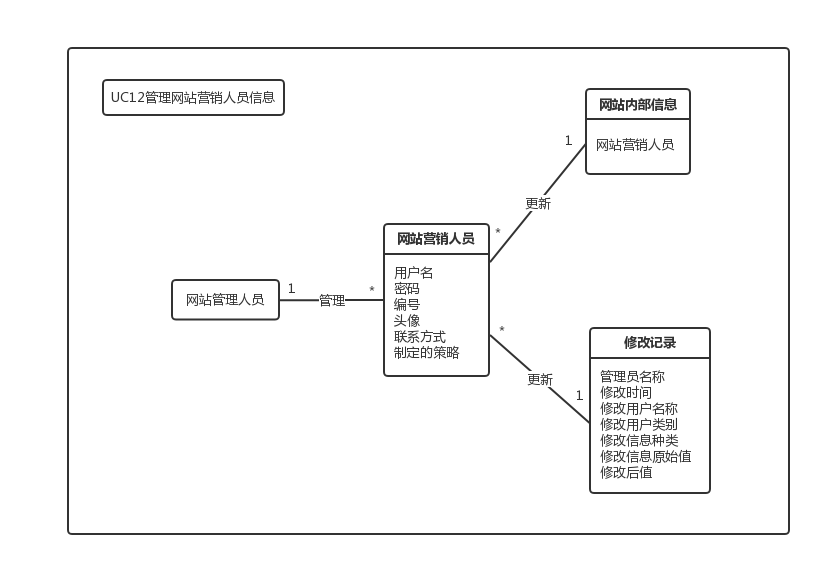 UC12管理网站营销人员信息
网站内部信息
网站营销人员
1
更新
*
网站营销人员
用户名
密码
编号
头像
联系方式
制定的策略
网站管理人员
1
管理
*
*
更新
1
修改记录
管理员名称
修改时间
修改用户名称
修改用户类别
修改信息种类
修改信息原始值
修改后值